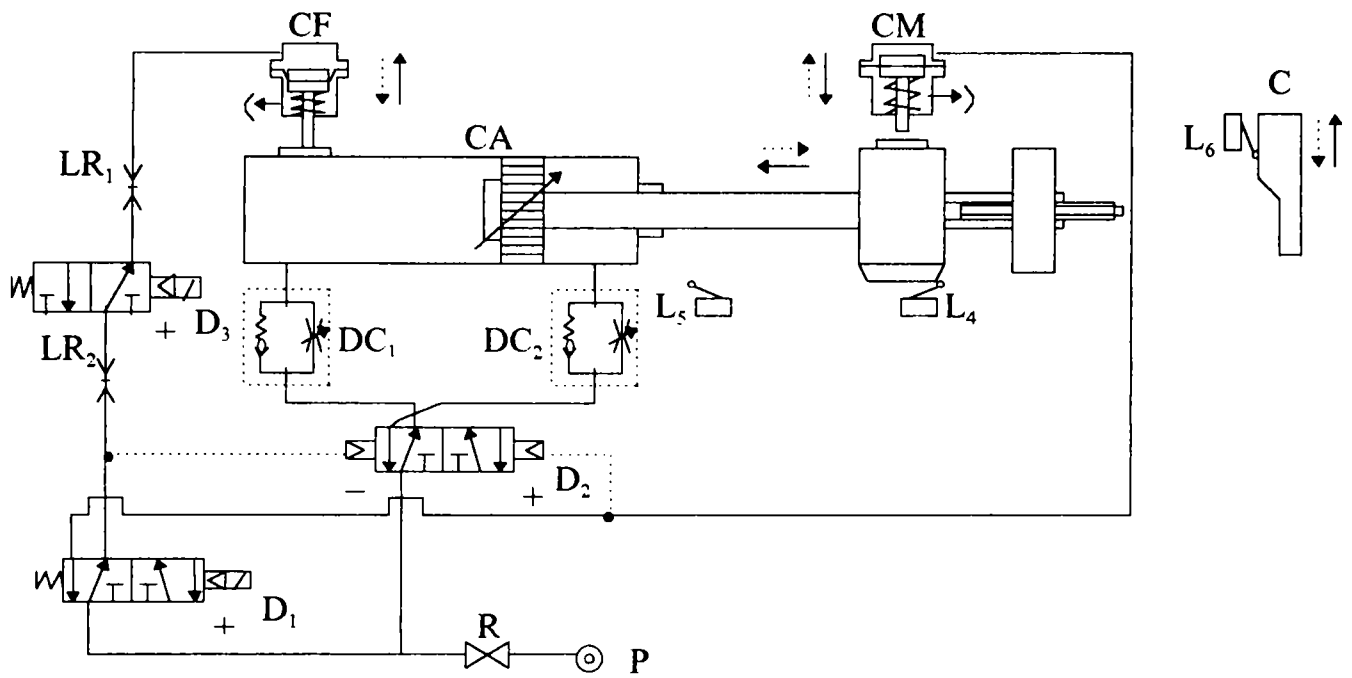 CF
CM
C
CA
L₆
LR₁
L₅
L₄
+ D₃
DC₁
DC₂
LR₂
− + D₂
+ D₁
R
P